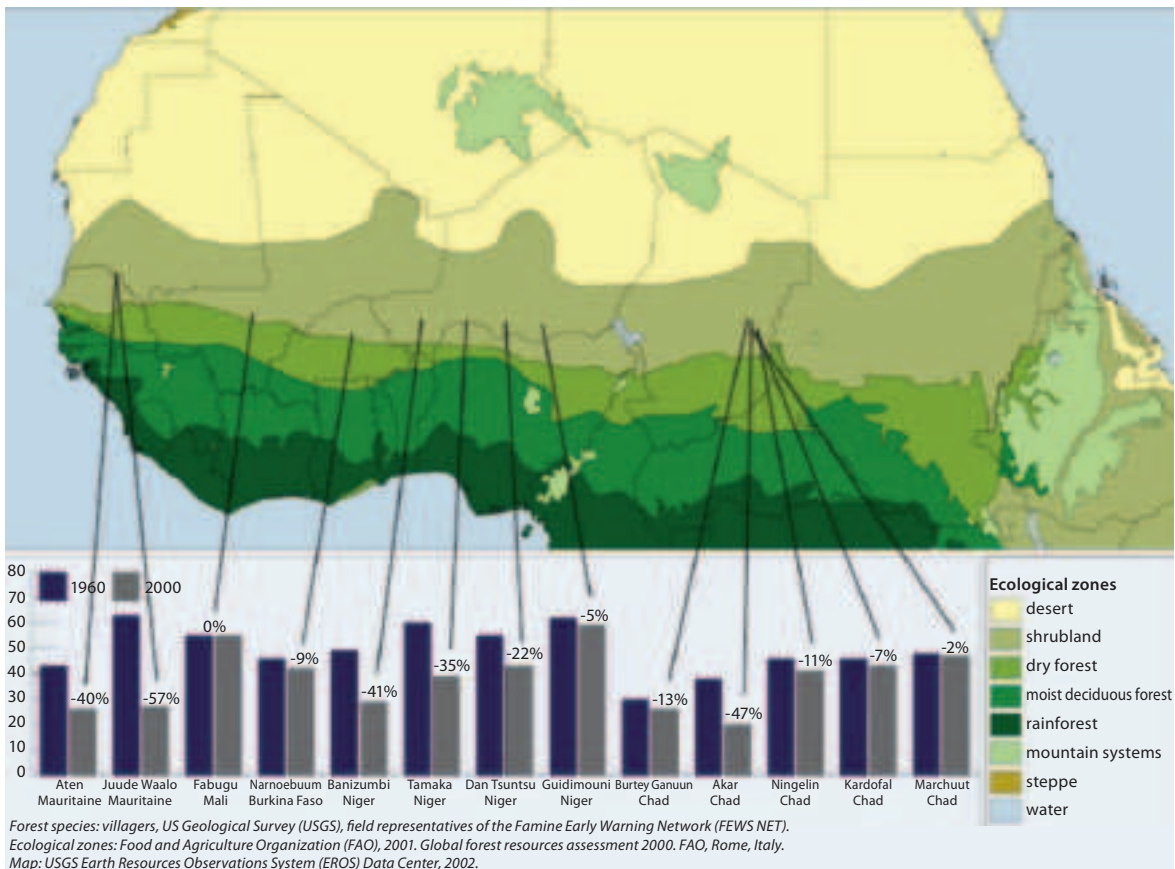 80
70
60
50
40
30
20
10
0
1960
2000
-40%
-57%
0%
-9%
-41%
-35%
-22%
-5%
-13%
-47%
-11%
-7%
-2%
Aten
Mauritaine
Juude Waalo
Mauritaine
Fabugu
Mali
Narnoebuum
Burkina Faso
Banizumbi
Niger
Tamaka
Niger
Dan Tsuntsu
Niger
Guidimouni
Niger
Burtey Ganuun
Chad
Akar
Chad
Ningelin
Chad
Kardofal
Chad
Marchuut
Chad
Ecological zones
desert
shrubland
dry forest
moist deciduous forest
rainforest
mountain systems
steppe
water
Forest species: villagers, US Geological Survey (USGS), field representatives of the Famine Early Warning Network (FEWS NET).
Ecological zones: Food and Agriculture Organization (FAO), 2001. Global forest resources assessment 2000. FAO, Rome, Italy.
Map: USGS Earth Resources Observations System (EROS) Data Center, 2002.